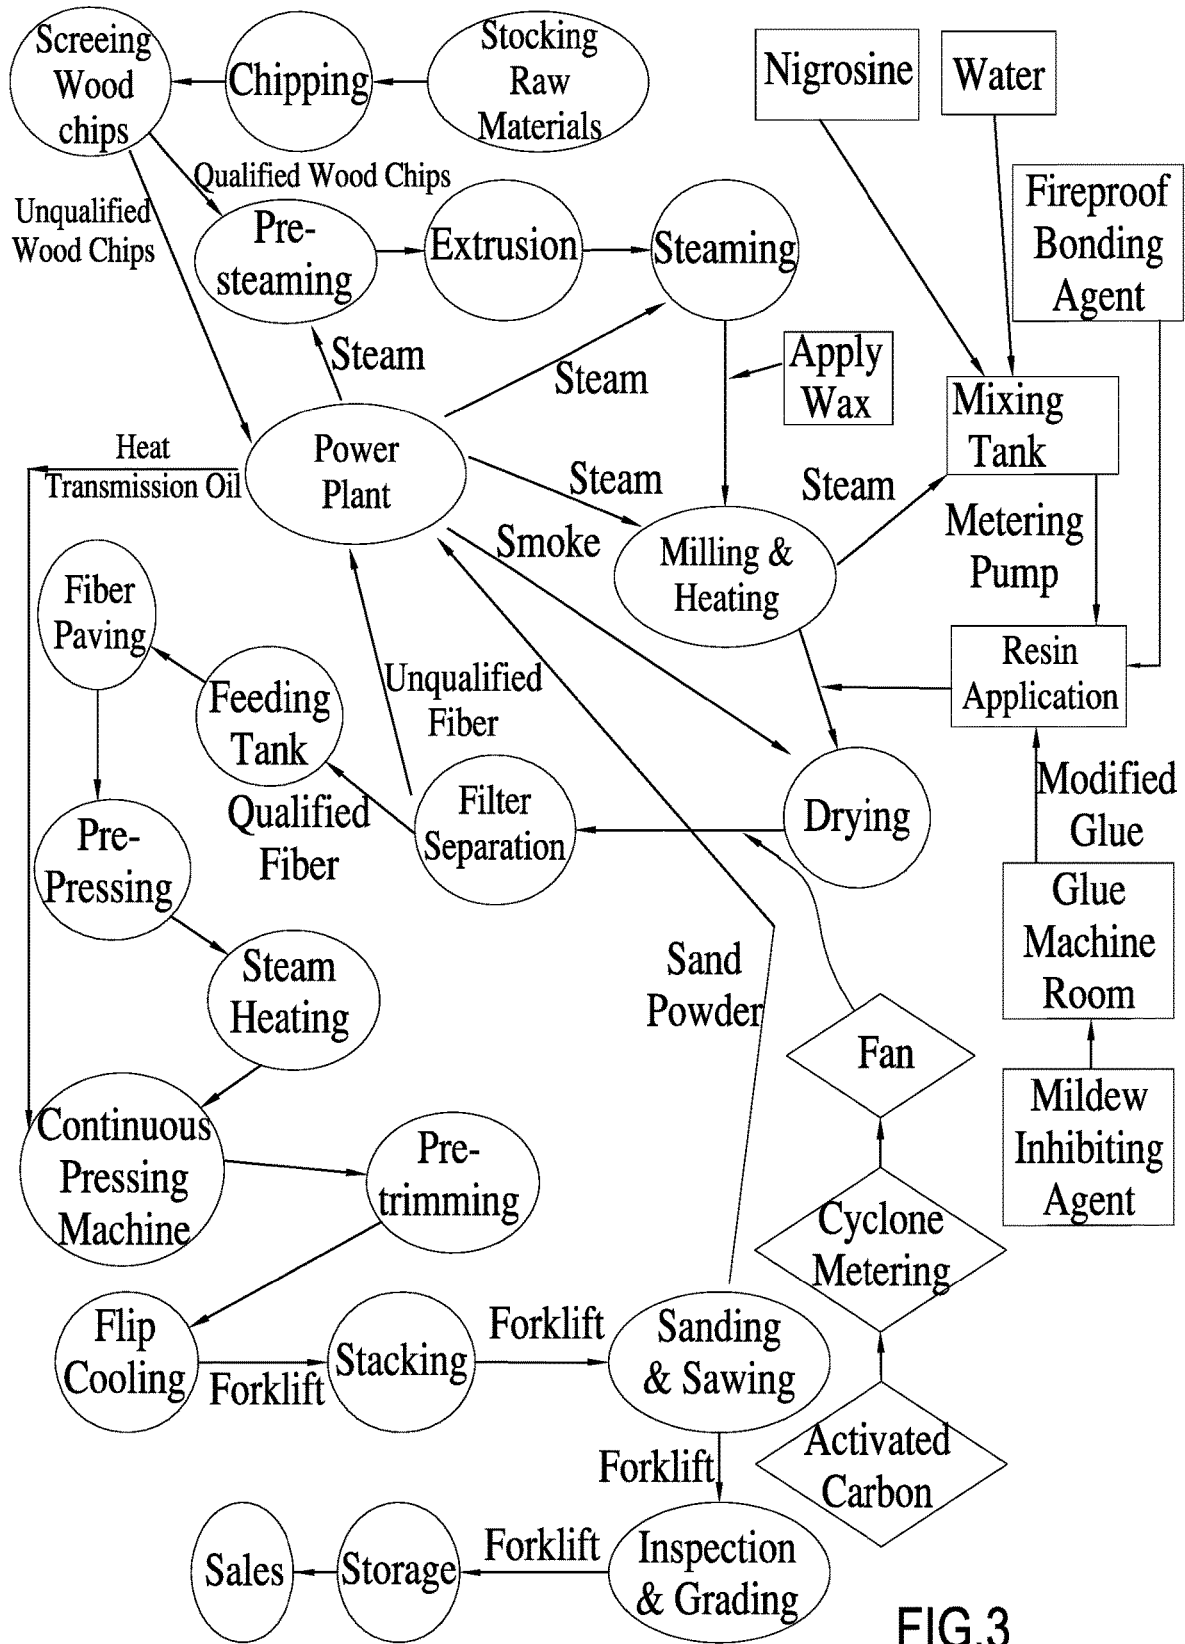 Screeing
Wood
chips
Chipping
Stocking
Raw
Materials
Nigrosine
Water
Qualified Wood Chips
Unqualified
Wood Chips
Pre-
steaming
Extrusion
Steaming
Fireproof
Bonding
Agent
Steam
Steam
Apply
Wax
Mixing
Tank
Heat
Transmission Oil
Power
Plant
Steam
Steam
Smoke
Milling &
Heating
Metering
Pump
Fiber
Paving
Feeding
Tank
Unqualified
Fiber
Resin
Application
Pre-
Pressing
Qualified
Fiber
Filter
Separation
Drying
Modified
Glue
Glue
Machine
Room
Steam
Heating
Sand
Powder
Fan
Mildew
Inhibiting
Agent
Continuous
Pressing
Machine
Pre-
trimming
Cyclone
Metering
Flip
Cooling
Forklift
Stacking
Forklift
Sanding
& Sawing
Activated
Carbon
Forklift
Sales
Storage
Forklift
Inspection
& Grading
FIG.3